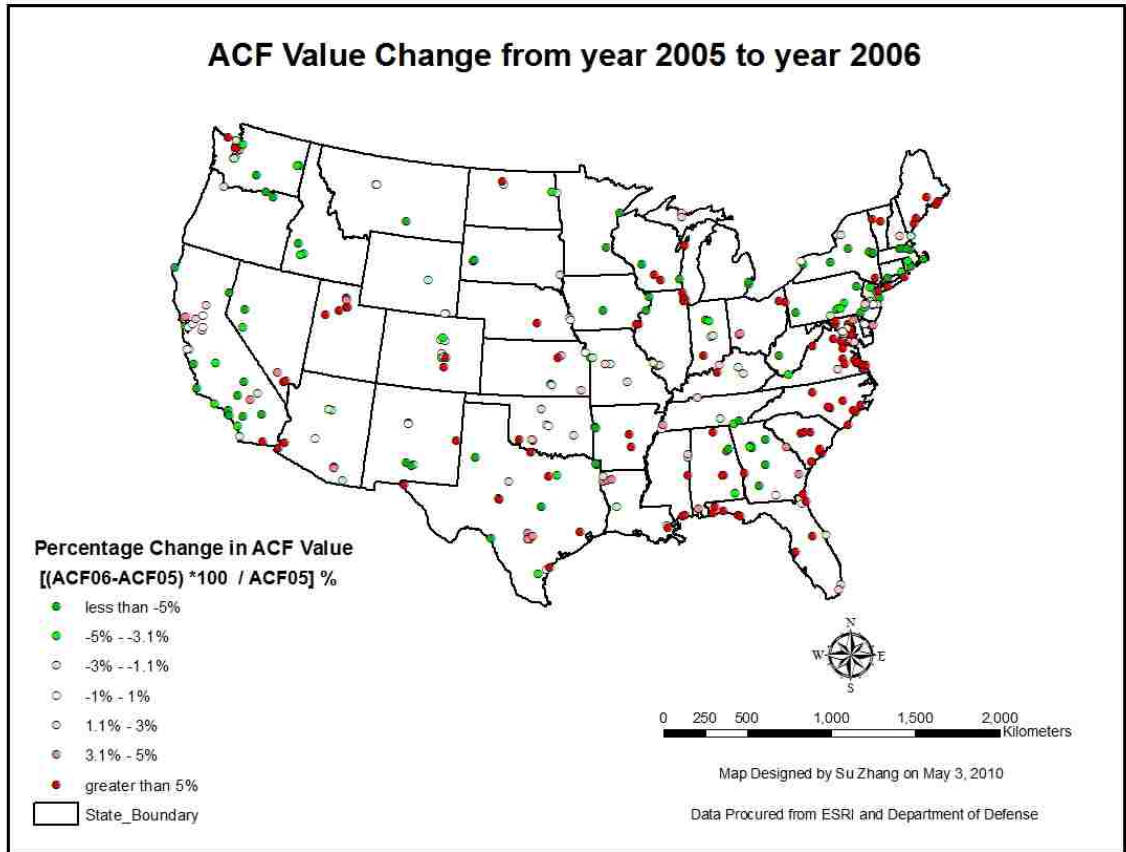 ACF Value Change from year 2005 to year 2006
Percentage Change in ACF Value
[(ACF06-ACF05) *100 / ACF05] %
less than -5%
-5% - -3.1%
-3% - -1.1%
-1% - 1%
1.1% - 3%
3.1% - 5%
greater than 5%
State_Boundary
N
W E
S
0 250 500 1,000 1,500 2,000
Kilometers
Map Designed by Su Zhang on May 3, 2010
Data Procured from ESRI and Department of Defense